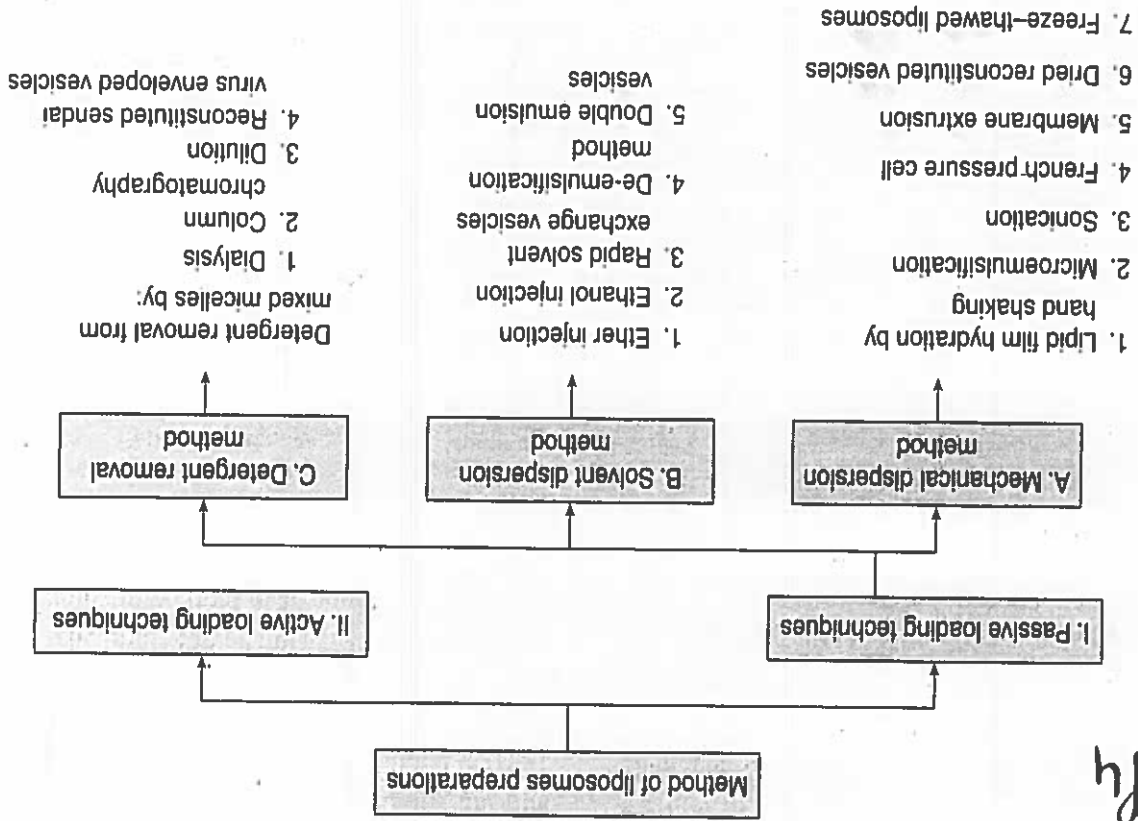 Method of liposomes preparations
I. Passive loading techniques
II. Active loading techniques
A. Mechanical dispersion
method
B. Solvent dispersion
method
C. Detergent removal
method
1. Lipid film hydration by
hand shaking
2. Microemulsification
3. Sonication
4. French pressure cell
5. Membrane extrusion
6. Dried reconstituted vesicles
7. Freeze–thawed liposomes
1. Ether injection
2. Ethanol injection
3. Rapid solvent
exchange vesicles
4. De-emulsification
method
5. Double emulsion
vesicles
Detergent removal from
mixed micelles by:
1. Dialysis
2. Column
chromatography
3. Dilution
4. Reconstituted sendai
virus enveloped vesicles